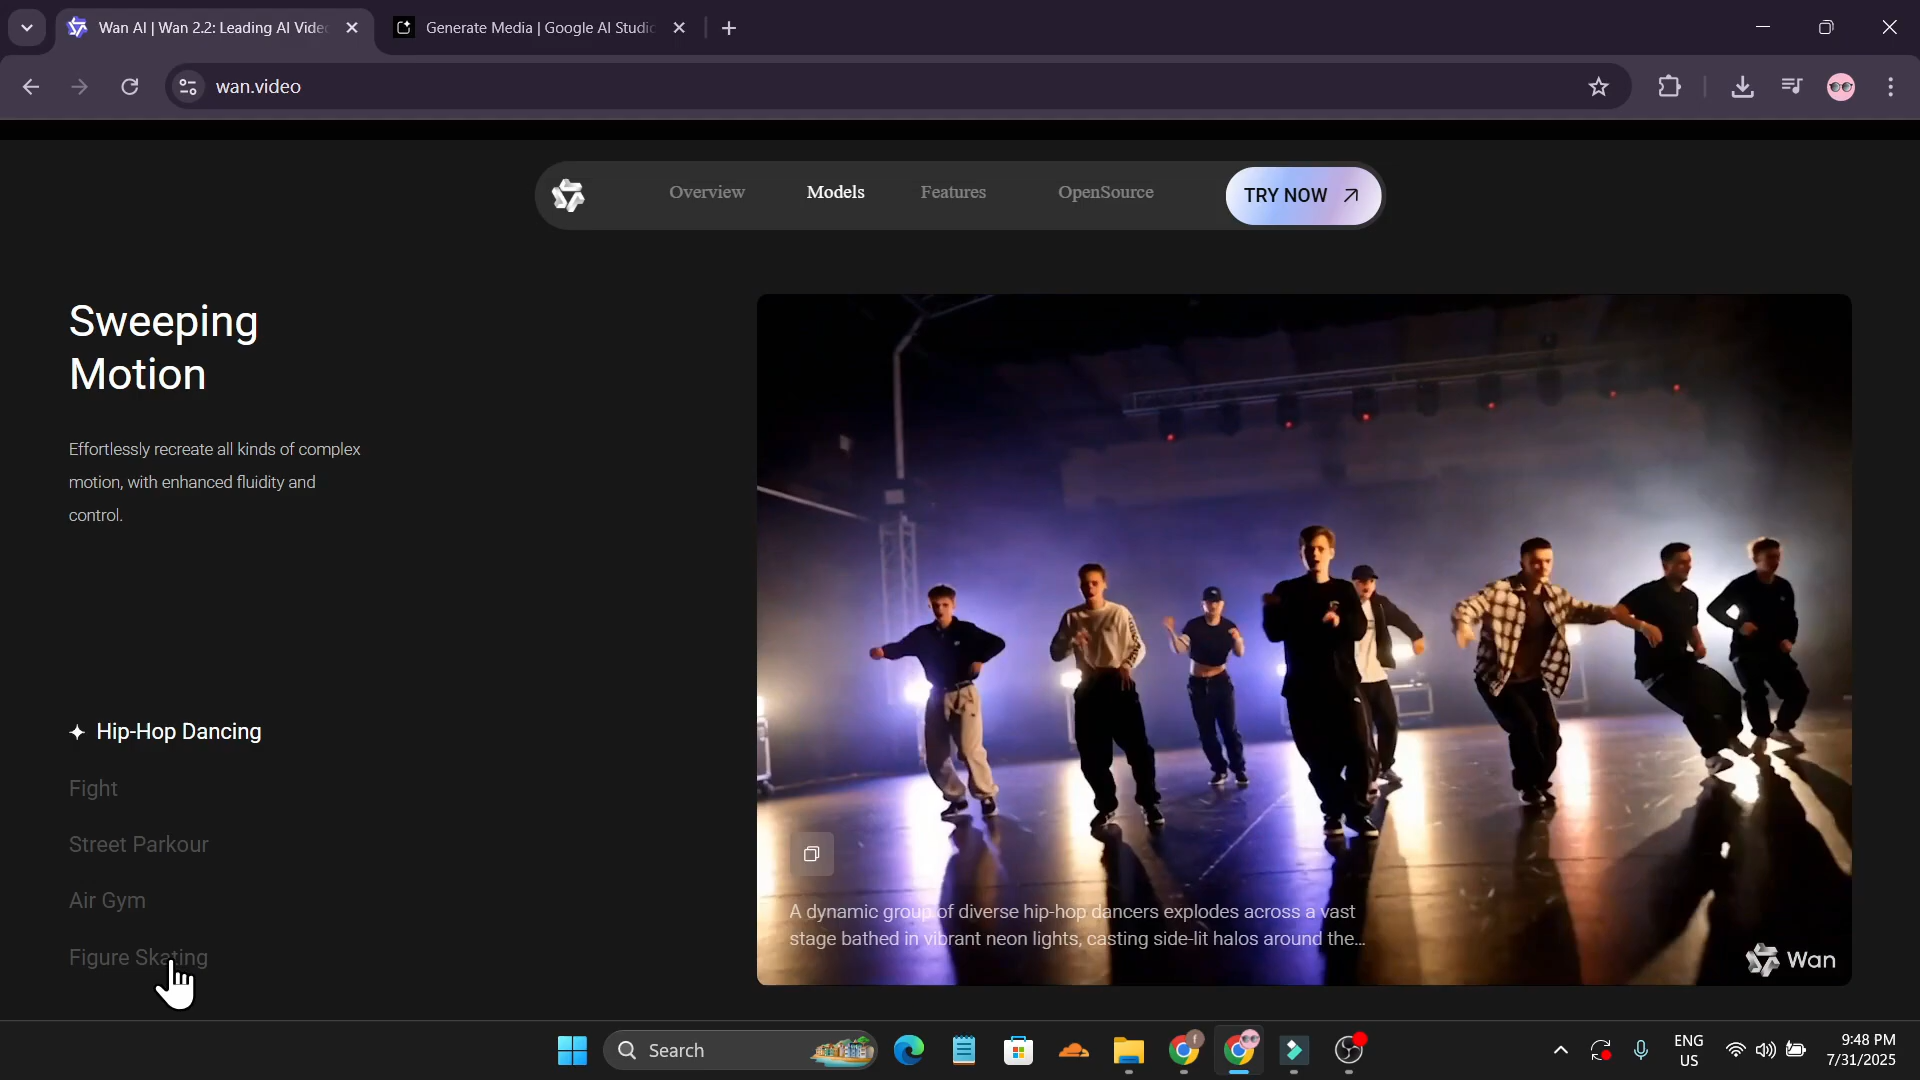 Wan AI | Wan 2.2: Leading AI Vide
Generate Media | Google AI Studio
wan.video
Overview
Models
Features
OpenSource
TRY NOW
Sweeping
Motion
Effortlessly recreate all kinds of complex
motion, with enhanced fluidity and
control.
Hip-Hop Dancing
Fight
Street Parkour
Air Gym
Figure Skating
A dynamic group of diverse hip-hop dancers explodes across a vast
stage bathed in vibrant neon lights, casting side-lit halos around the...
Wan
Search
f
ENG
US
9:48 PM
7/31/2025